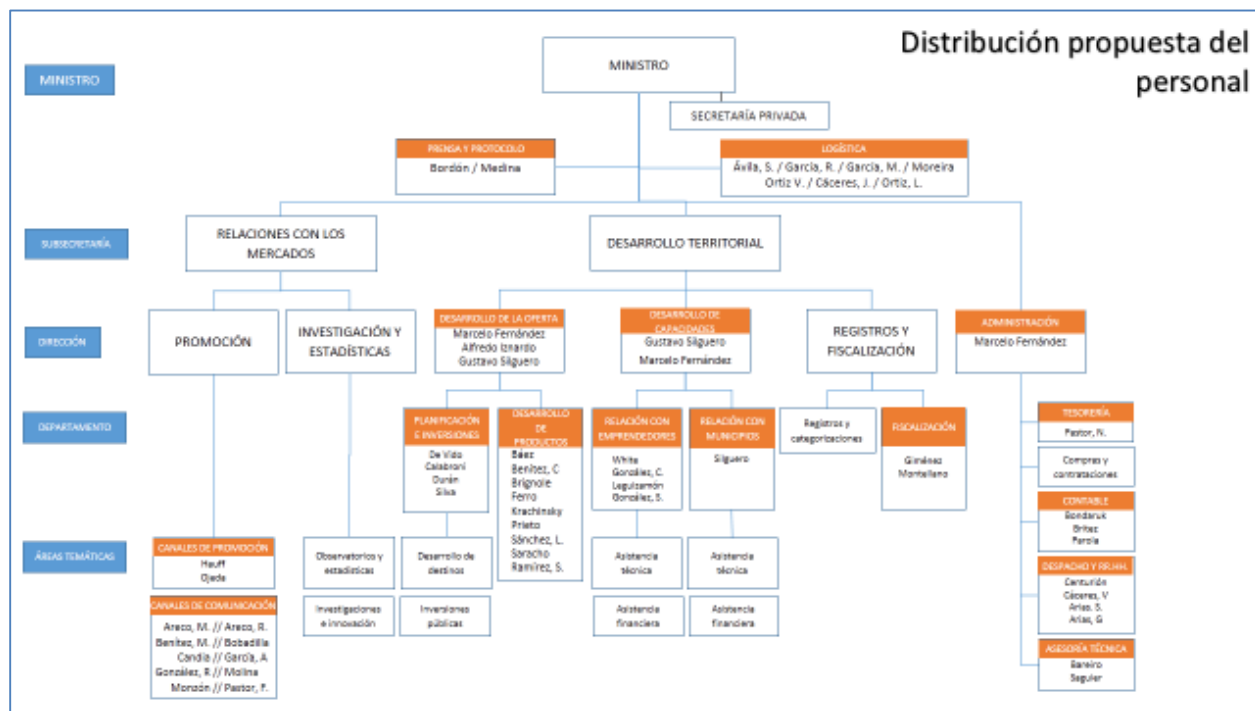 Distribución propuesta del
personal
MINISTRO
MINISTRO
SECRETARÍA PRIVADA
PRENSA Y PROTOCOLO
Bordón / Medina
LOGÍSTICA
Ávila, S. / García, R. / García, M. / Moreira
Ortiz V. / Cáceres, J. / Ortiz, L.
SUBSECRETARÍA
RELACIONES CON LOS
MERCADOS
DESARROLLO TERRITORIAL
DIRECCIÓN
PROMOCIÓN
INVESTIGACIÓN Y
ESTADÍSTICAS
DESARROLLO DE LA OFERTA
Marcelo Fernández
Alfredo Iznardo
Gustavo Silguero
DESARROLLO DE
CAPACIDADES
Gustavo Silguero
Marcelo Fernández
REGISTROS Y
FISCALIZACIÓN
ADMINISTRACIÓN
Marcelo Fernández
DEPARTAMENTO
PLANIFICACIÓN
E INVERSIONES
De Vido
Calabroni
Durán
Silva
DESARROLLO
DE
PRODUCTOS
Báez
Benítez, C
Brignole
Ferro
Krachinsky
Prieto
Sánchez, L.
Saracho
Ramírez, S.
RELACIÓN CON
EMPRENDEDORES
White
González, C.
Leguizamón
González, S.
RELACIÓN CON
MUNICIPIOS
Silguero
Registros y
categorizaciones
FISCALIZACIÓN
Giménez
Montellano
TESORERÍA
Pastor, N.
Compras y
contrataciones
CONTABLE
Bondaruk
Britez
Parola
DESPACHO Y RR.HH.
Centurión
Cáceres, V
Arias, S.
Arias, G
ASESORÍA TÉCNICA
Bareiro
Seguier
ÁREAS TEMÁTICAS
CANALES DE PROMOCIÓN
Hauff
Ojeda
CANALES DE COMUNICACIÓN
Areco, M. // Areco, R.
Benítez, M. // Bobadilla
Candia // García, A
González, R // Molina
Monzón // Pastor, F.
Observatorios y
estadísticas
Investigaciones
e innovación
Desarrollo de
destinos
Inversiones
públicas
Asistencia
técnica
Asistencia
financiera
Asistencia
técnica
Asistencia
financiera